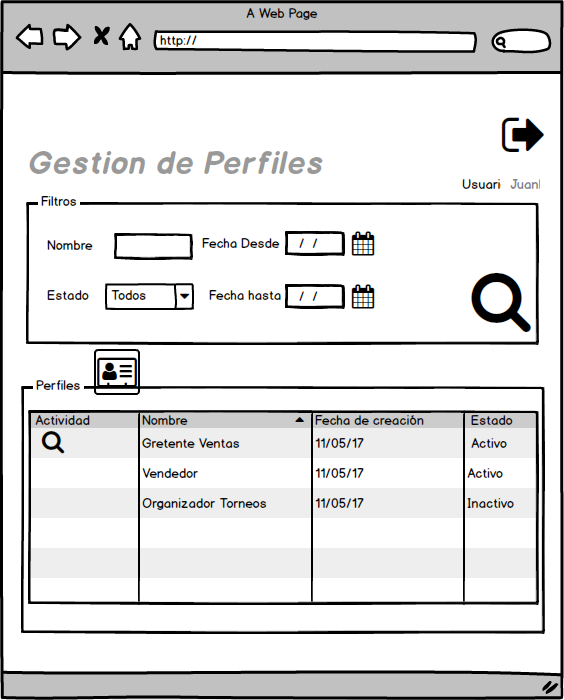 A Web Page
http://
Gestion de Perfiles
Usuari Juan
Filtros
Nombre Fecha Desde / /
Estado Todos Fecha hasta / /
Perfiles
Actividad Nombre Fecha de creación Estado
Gretente Ventas 11/05/17 Activo
Vendedor 11/05/17 Activo
Organizador Torneos 11/05/17 Inactivo